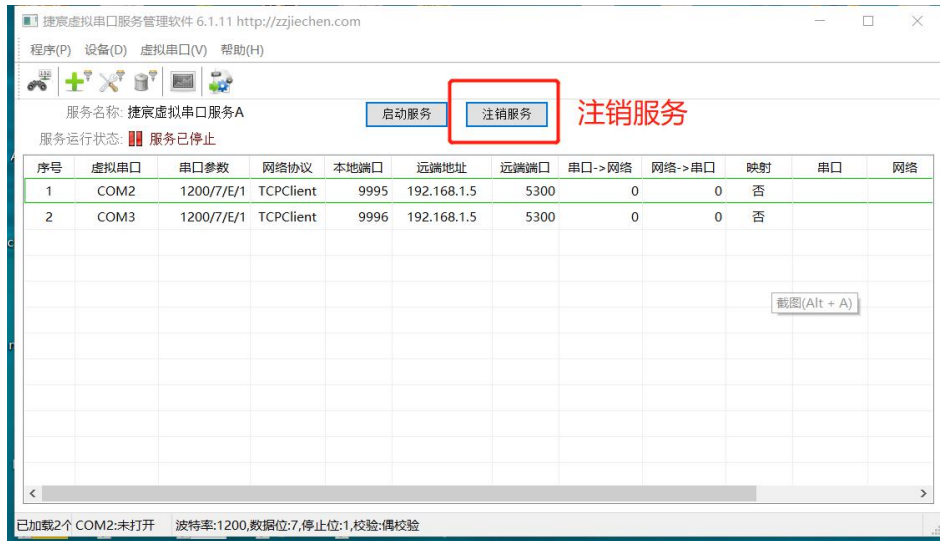 捷宸虚拟串口服务管理软件 6.1.11 http://zzjiechen.com
程序(P) 设备(D) 虚拟串口(V) 帮助(H)
服务名称: 捷宸虚拟串口服务A 启动服务 注销服务 注销服务
服务运行状态: 服务已停止
序号 虚拟串口 串口参数 网络协议 本地端口 远端地址 远端端口 串口->网络 网络->串口 映射 串口 网络
1 COM2 1200/7/E/1 TCPClient 9995 192.168.1.5 5300 0 0 否
2 COM3 1200/7/E/1 TCPClient 9996 192.168.1.5 5300 0 0 否
截图(Alt + A)
已加载2个 COM2:未打开 波特率:1200,数据位:7,停止位:1,校验:偶校验